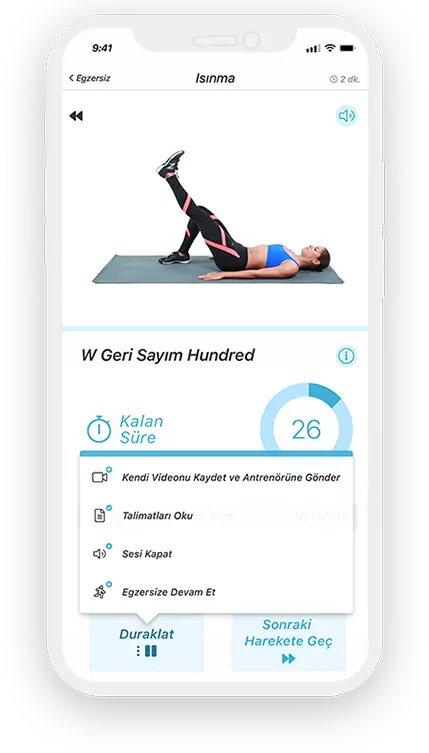 9:41
Egzersiz
Isınma
2 dk.
W Geri Sayım Hundred
Kalan
Süre
26
Kendi Videonu Kaydet ve Antrenörüne Gönder
Talimatları Oku
Sesi Kapat
Egzersize Devam Et
Duraklat
Sonraki
Harekete Geç